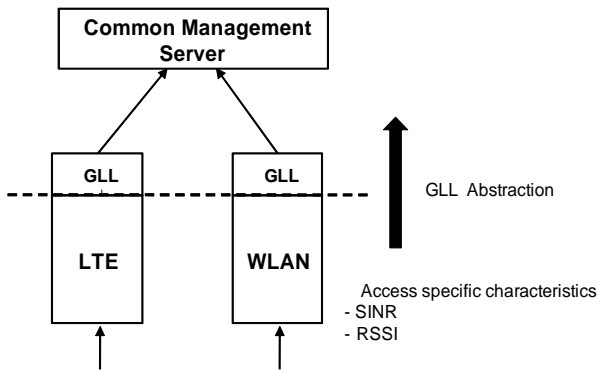 Common Management
Server
GLL
GLL
GLL Abstraction
LTE
WLAN
Access specific characteristics
- SINR
- RSSI